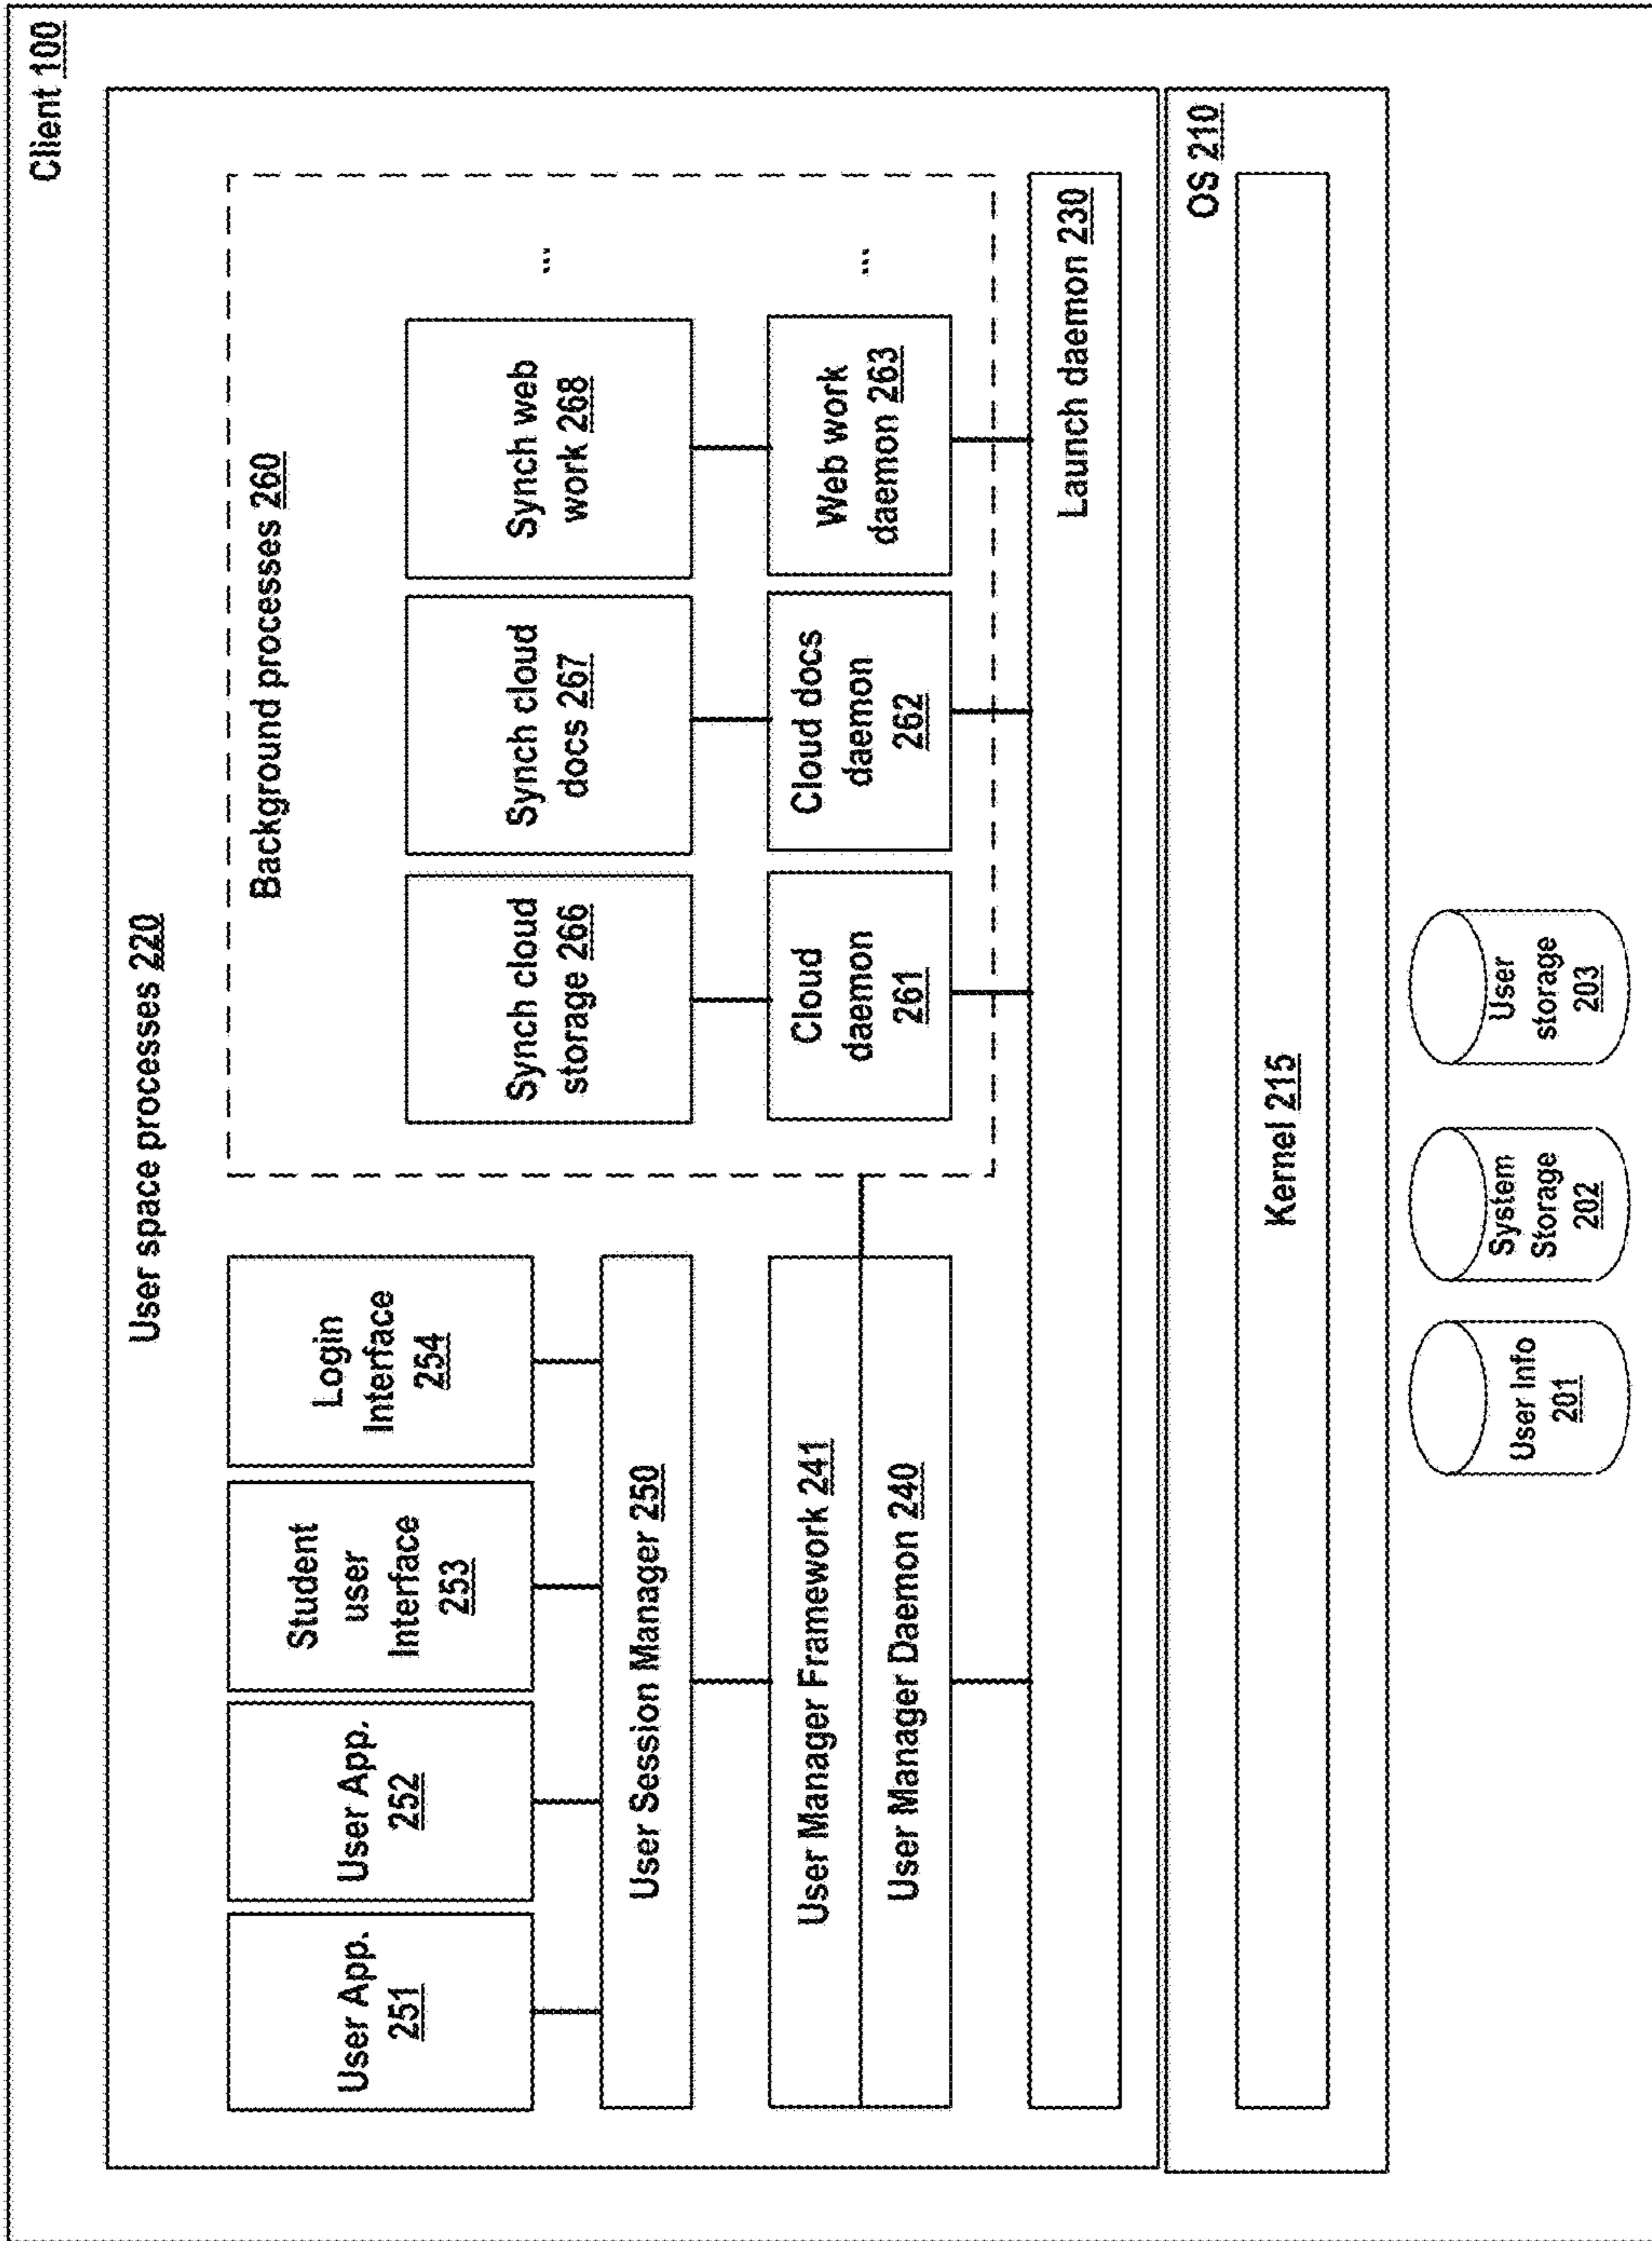 Client 100
User space processes 220
User App.
251
User App.
252
Student
user
Interface
253
Login
Interface
254
User Session Manager 250
User Manager Framework 241
User Manager Daemon 240
Background processes 260
Synch cloud
storage 266
Synch cloud
docs 267
Synch web
work 268
...
Cloud
daemon
261
Cloud docs
daemon
262
Web work
daemon 263
...
Launch daemon 230
OS 210
Kernel 215
User Info
201
System
Storage
202
User
storage
203